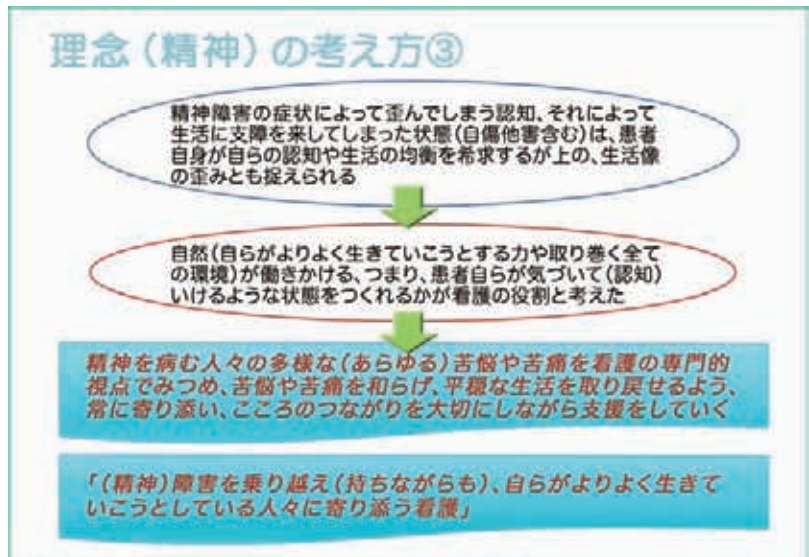 理念（精神）の考え方③
精神障害の症状によって歪んでしまう認知、それによって
生活に支障を来してしまった状態（自傷他害含む）は、患者
自身が自らの認知や生活の均衡を希求するが上の、生活像
の歪みとも捉えられる
自然（自らがよりよく生きていこうとする力や取り巻く全て
の環境）が働きかける、つまり、患者自らが気づいて（認知）
いけるような状態をつくれるかが看護の役割と考えた
精神を病む人々の多様な（あらゆる）苦悩や苦痛を看護の専門的
視点でみつめ、苦悩や苦痛を和らげ、平穏な生活を取り戻せるよう、
常に寄り添い、こころのつながりを大切にしながら支援をしていく
「（精神）障害を乗り越え（持ちながらも）、自らがよりよく生きて
いこうとしている人々に寄り添う看護」